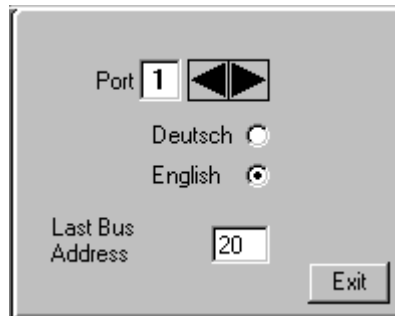 Port 1
Deutsch
English
Last Bus
Address 20
Exit